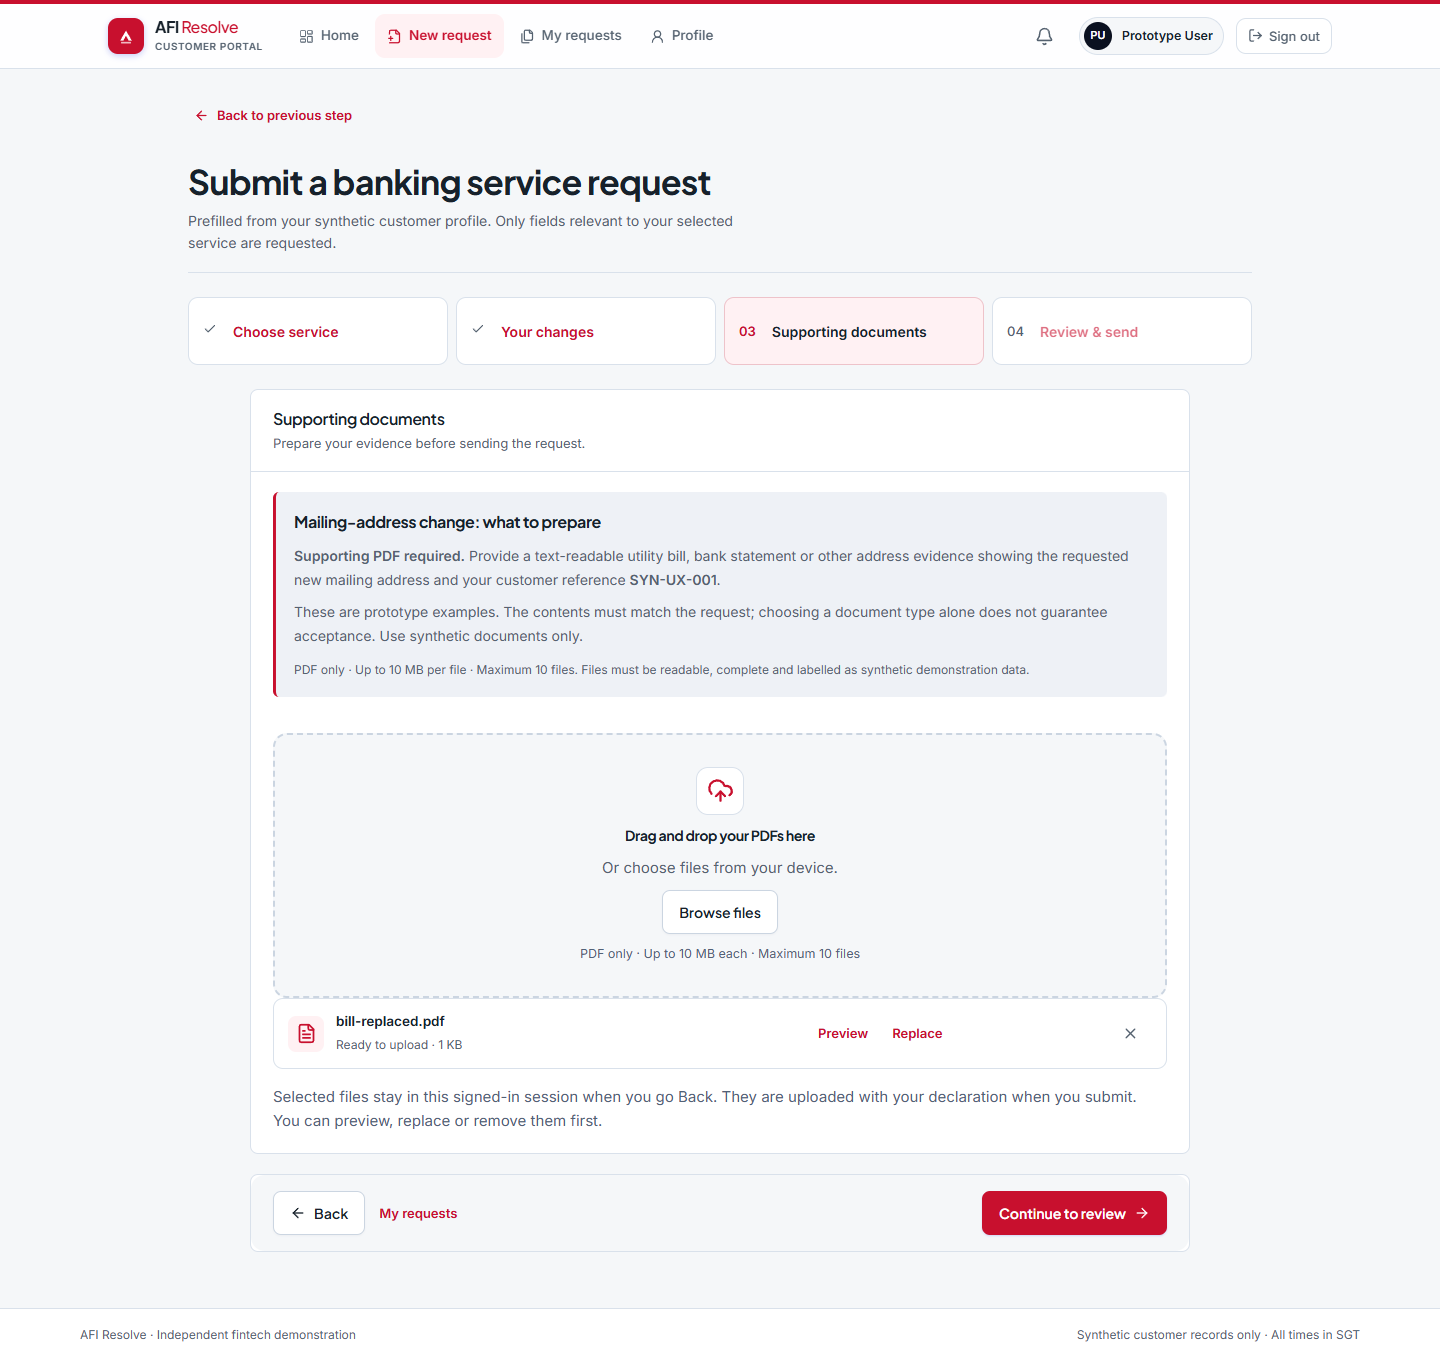 AFI Resolve
CUSTOMER PORTAL
Home
New request
My requests
Profile
PU
Prototype User
Sign out
Back to previous step
Submit a banking service request
Prefilled from your synthetic customer profile. Only fields relevant to your selected
service are requested.
Choose service
Your changes
03 Supporting documents
04 Review & send
Supporting documents
Prepare your evidence before sending the request.
Mailing-address change: what to prepare
Supporting PDF required. Provide a text-readable utility bill, bank statement or other address evidence showing the requested
new mailing address and your customer reference SYN-UX-001.
These are prototype examples. The contents must match the request; choosing a document type alone does not guarantee
acceptance. Use synthetic documents only.
PDF only · Up to 10 MB per file · Maximum 10 files. Files must be readable, complete and labelled as synthetic demonstration data.
Drag and drop your PDFs here
Or choose files from your device.
Browse files
PDF only · Up to 10 MB each · Maximum 10 files
bill-replaced.pdf
Ready to upload · 1 KB
Preview
Replace
Selected files stay in this signed-in session when you go Back. They are uploaded with your declaration when you submit.
You can preview, replace or remove them first.
Back
My requests
Continue to review
AFI Resolve · Independent fintech demonstration
Synthetic customer records only · All times in SGT